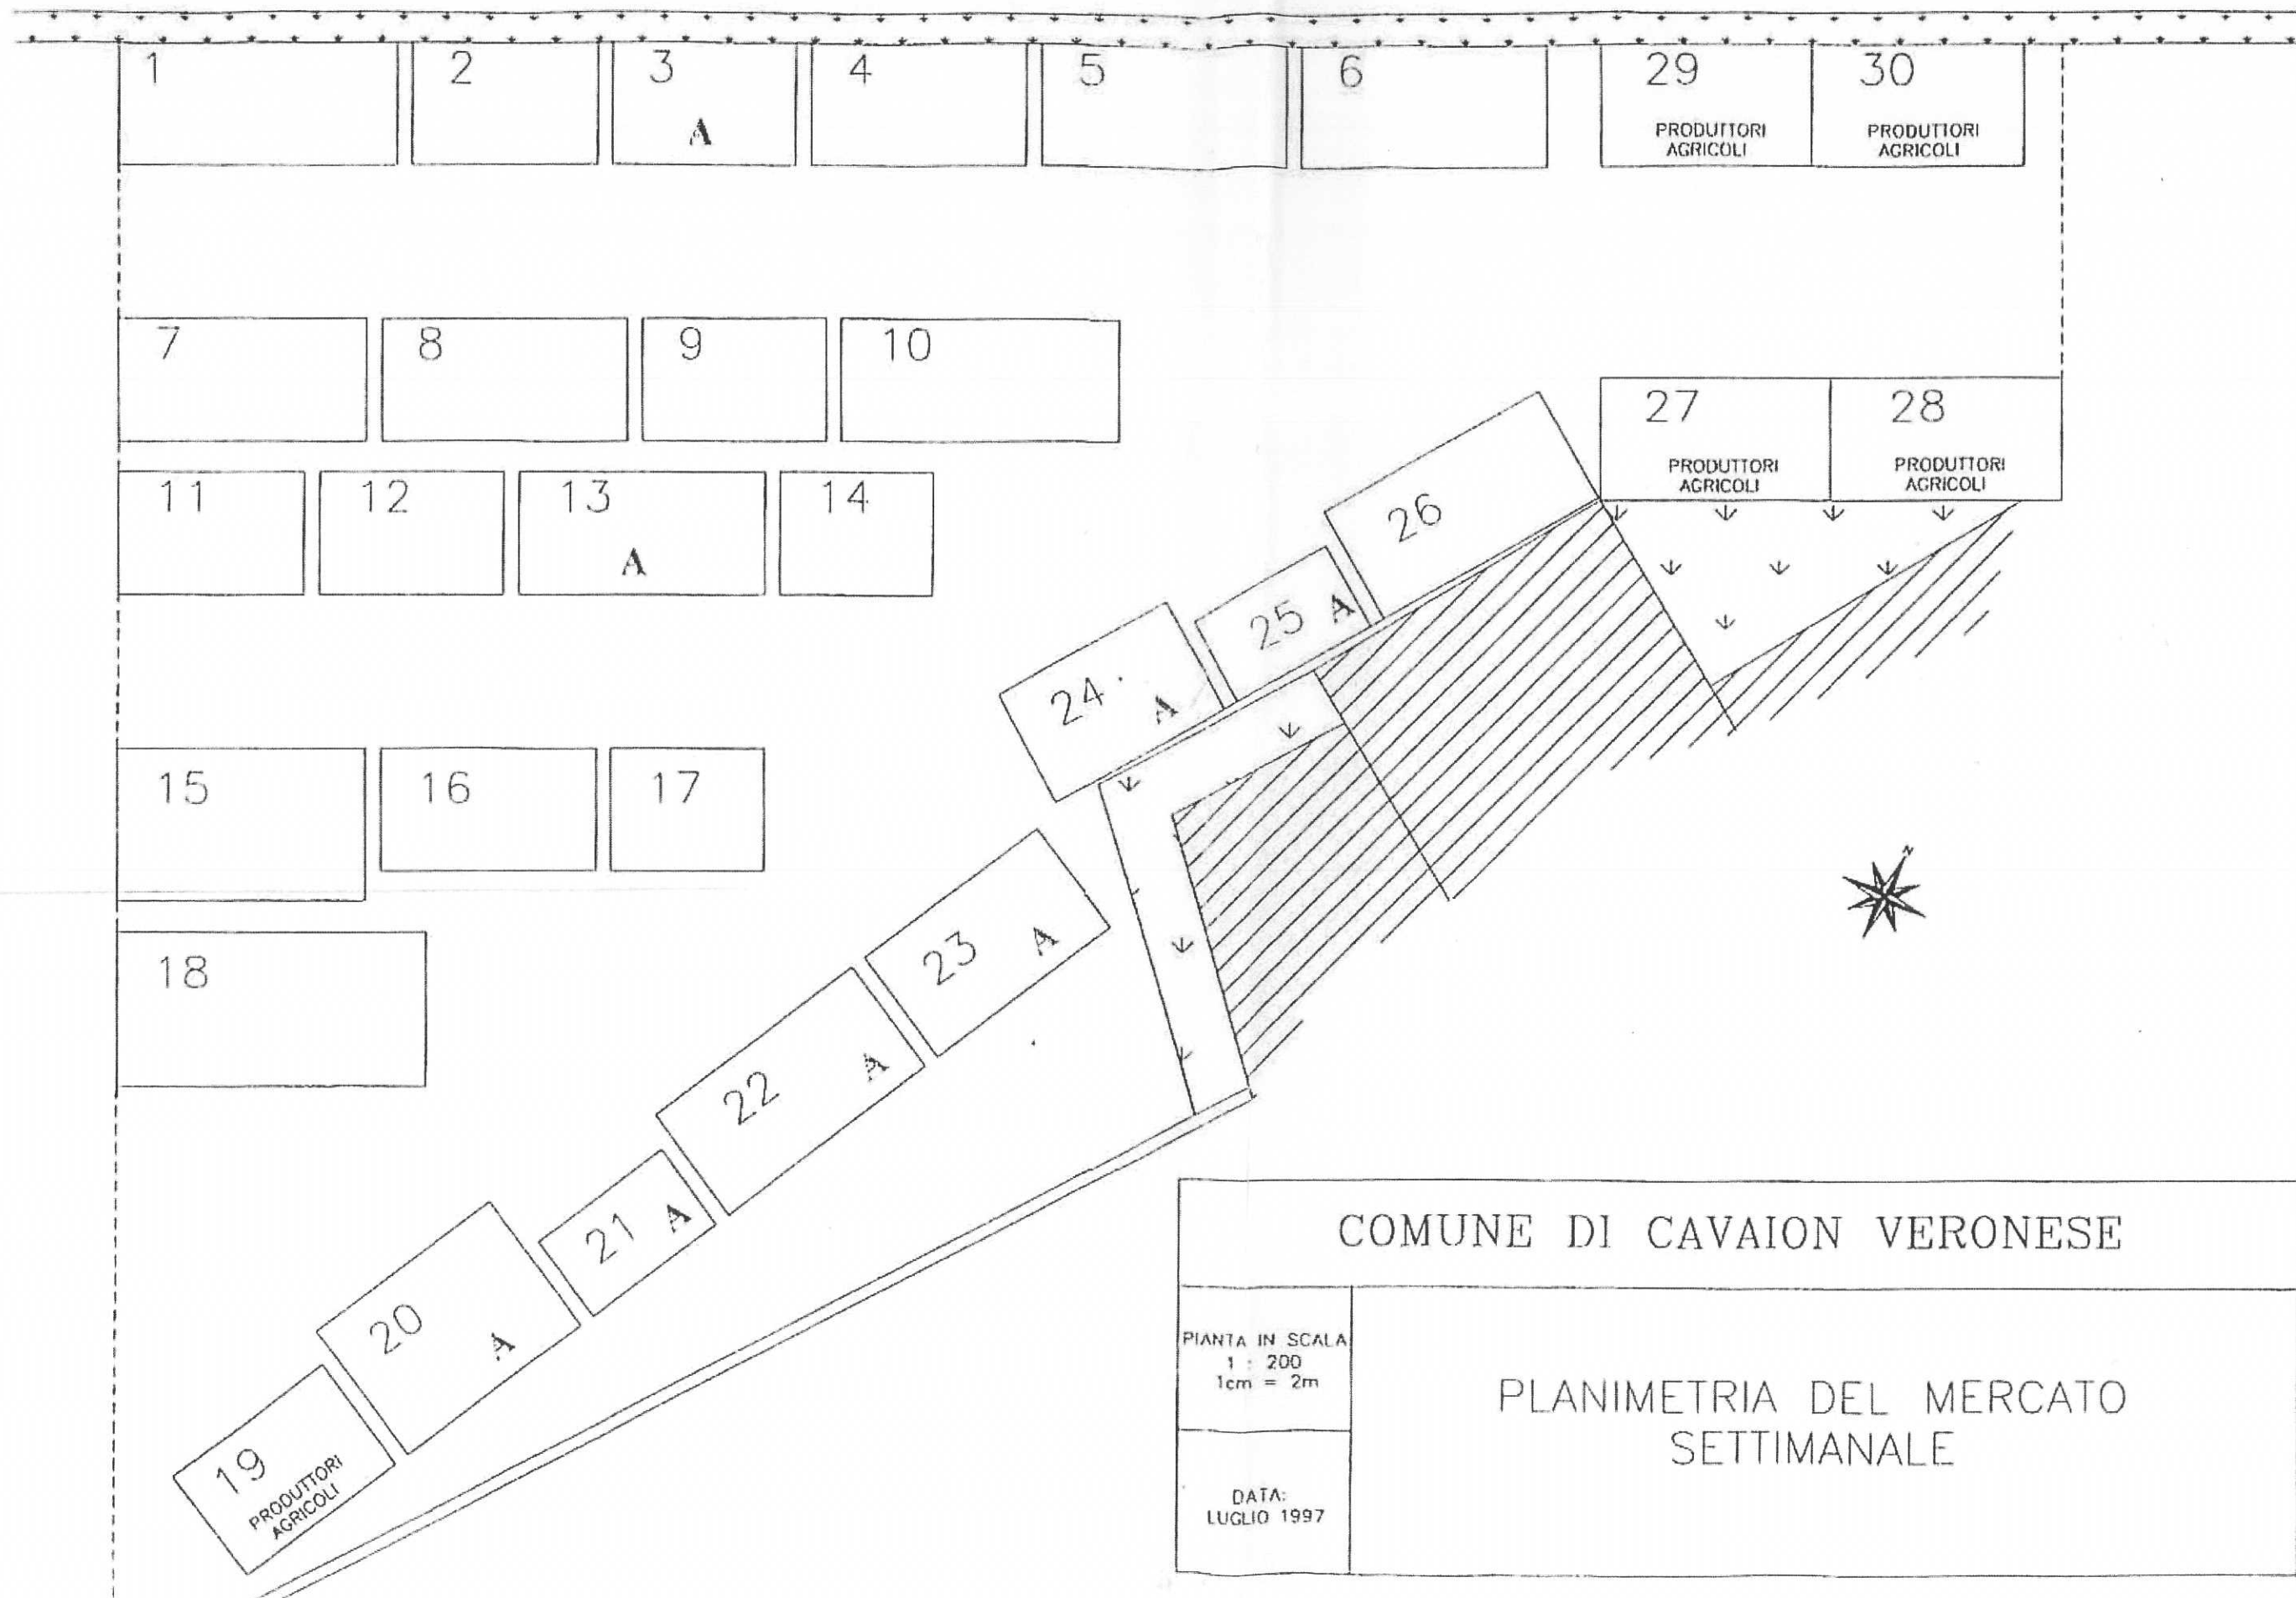 1
2
3
A
4
5
6
29
PRODUTTORI
AGRICOLI
30
PRODUTTORI
AGRICOLI
7
8
9
10
27
PRODUTTORI
AGRICOLI
28
PRODUTTORI
AGRICOLI
11
12
13
A
14
26
25 A
24
A
15
16
17
N
18
23 A
22 A
21 A
20
A
19
PRODUTTORI
AGRICOLI
COMUNE DI CAVAION VERONESE
PIANTA IN SCALA
1 : 200
1cm = 2m
PLANIMETRIA DEL MERCATO
SETTIMANALE
DATA:
LUGLIO 1997